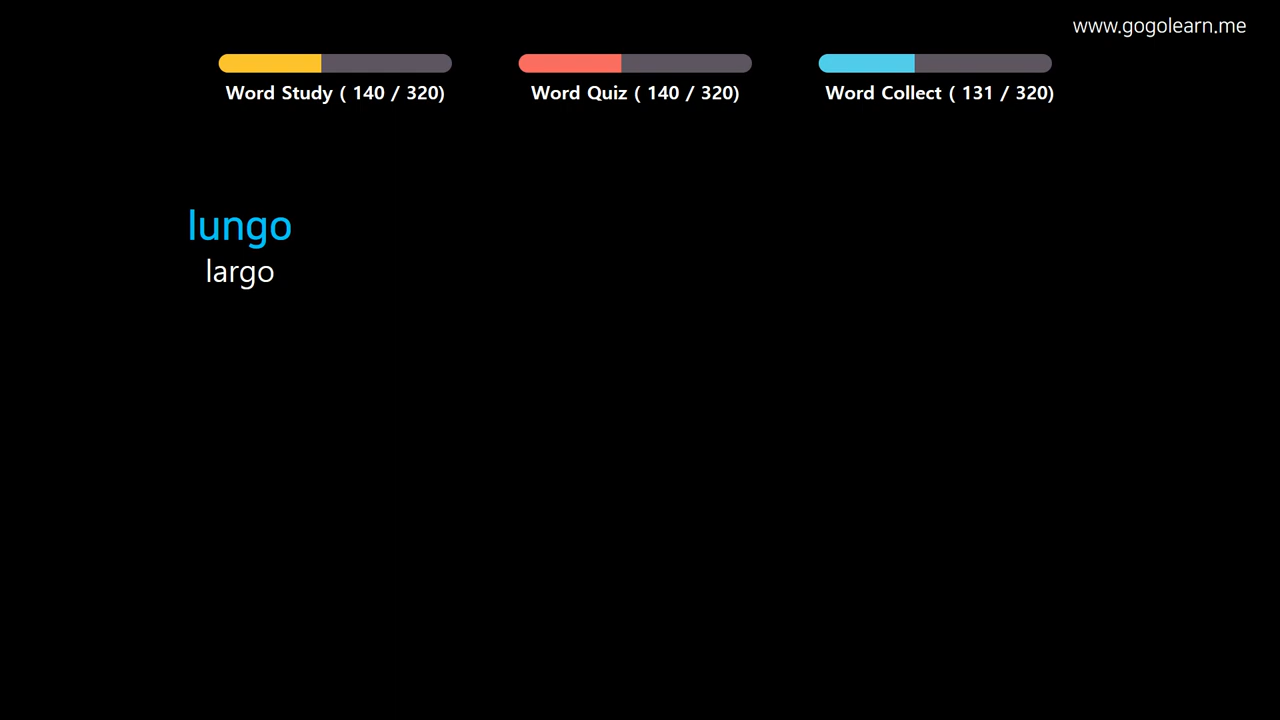 www.gogolearn.me
Word Study ( 140 / 320)
Word Quiz ( 140 / 320)
Word Collect ( 131 / 320)
lungo
largo